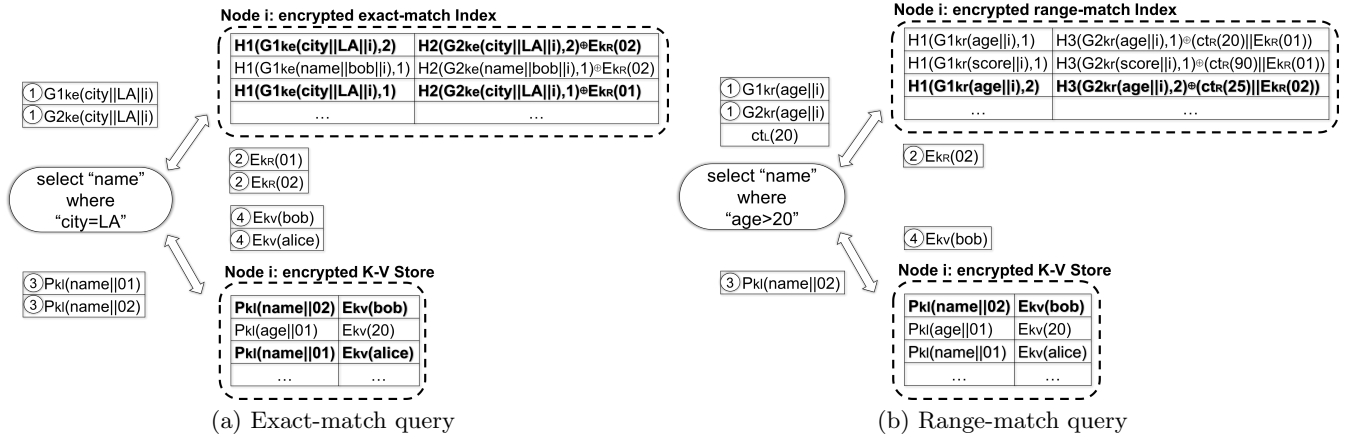 Node i: encrypted exact-match Index
H1(G1ke(city||LA||i),2) H2(G2ke(city||LA||i),2)⊕EkR(02)
H1(G1ke(name||bob||i),1) H2(G2ke(name||bob||i),1)⊕EkR(02)
H1(G1ke(city||LA||i),1) H2(G2ke(city||LA||i),1)⊕EkR(01)
... ...
① G1ke(city||LA||i)
① G2ke(city||LA||i)
② EkR(01)
② EkR(02)
select “name”
where
“city=LA”
④ Ekv(bob)
④ Ekv(alice)
③ Pkl(name||01)
③ Pkl(name||02)
Node i: encrypted K-V Store
Pkl(name||02) Ekv(bob)
Pkl(age||01) Ekv(20)
Pkl(name||01) Ekv(alice)
... ...
(a) Exact-match query
Node i: encrypted range-match Index
H1(G1kr(age||i),1) H3(G2kr(age||i),1)⊕(ctR(20)||EkR(01))
H1(G1kr(score||i),1) H3(G2kr(score||i),1)⊕(ctR(90)||EkR(01))
H1(G1kr(age||i),2) H3(G2kr(age||i),2)⊕(ctR(25)||EkR(02))
... ...
① G1kr(age||i)
① G2kr(age||i)
ctL(20)
② EkR(02)
select “name”
where
“age>20”
④ Ekv(bob)
③ Pkl(name||02)
Node i: encrypted K-V Store
Pkl(name||02) Ekv(bob)
Pkl(age||01) Ekv(20)
Pkl(name||01) Ekv(alice)
... ...
(b) Range-match query